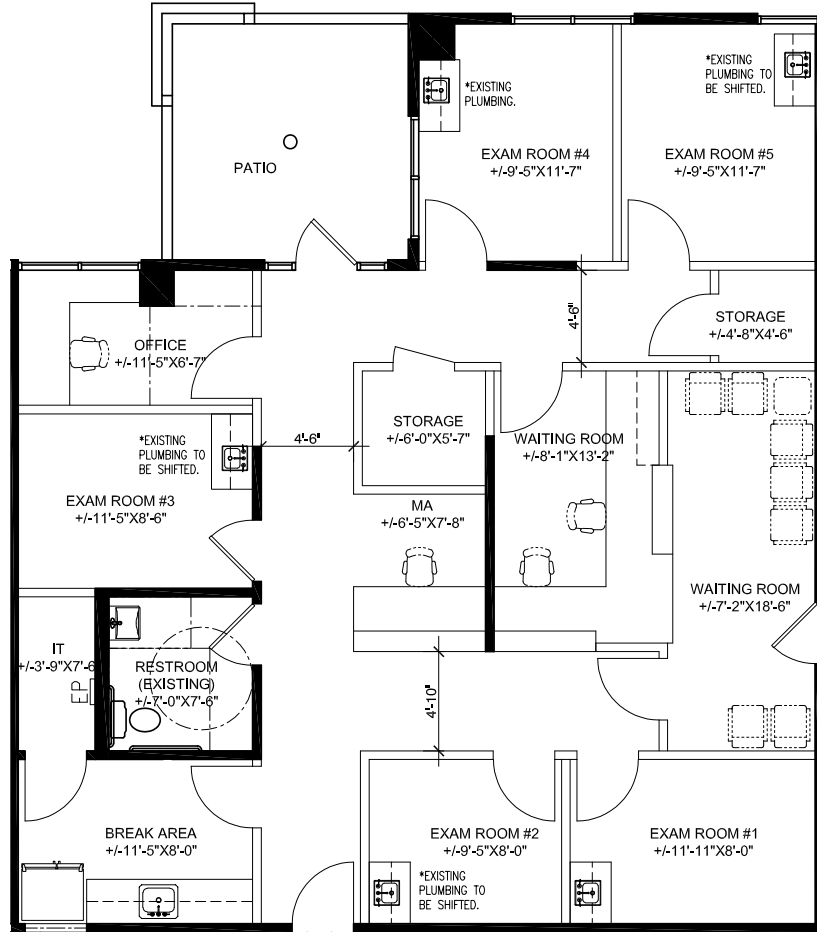 *EXISTING
PLUMBING.
*EXISTING
PLUMBING TO
BE SHIFTED.
PATIO
EXAM ROOM #4
+/-9'-5"X11'-7"
EXAM ROOM #5
+/-9'-5"X11'-7"
4'-6"
STORAGE
+/-4'-8"X4'-6"
OFFICE
+/-11'-5"X6'-7"
*EXISTING
PLUMBING TO
BE SHIFTED.
4'-6"
STORAGE
+/-6'-0"X5'-7"
WAITING ROOM
+/-8'-1"X13'-2"
EXAM ROOM #3
+/-11'-5"X8'-6"
MA
+/-6'-5"X7'-8"
WAITING ROOM
+/-7'-2"X18'-6"
IT
+/-3'-9"X7'-6
EP
RESTROOM
(EXISTING)
+/-7'-0"X7'-6"
4'-10"
BREAK AREA
+/-11'-5"X8'-0"
EXAM ROOM #2
+/-9'-5"X8'-0"
*EXISTING
PLUMBING TO
BE SHIFTED.
EXAM ROOM #1
+/-11'-11"X8'-0"